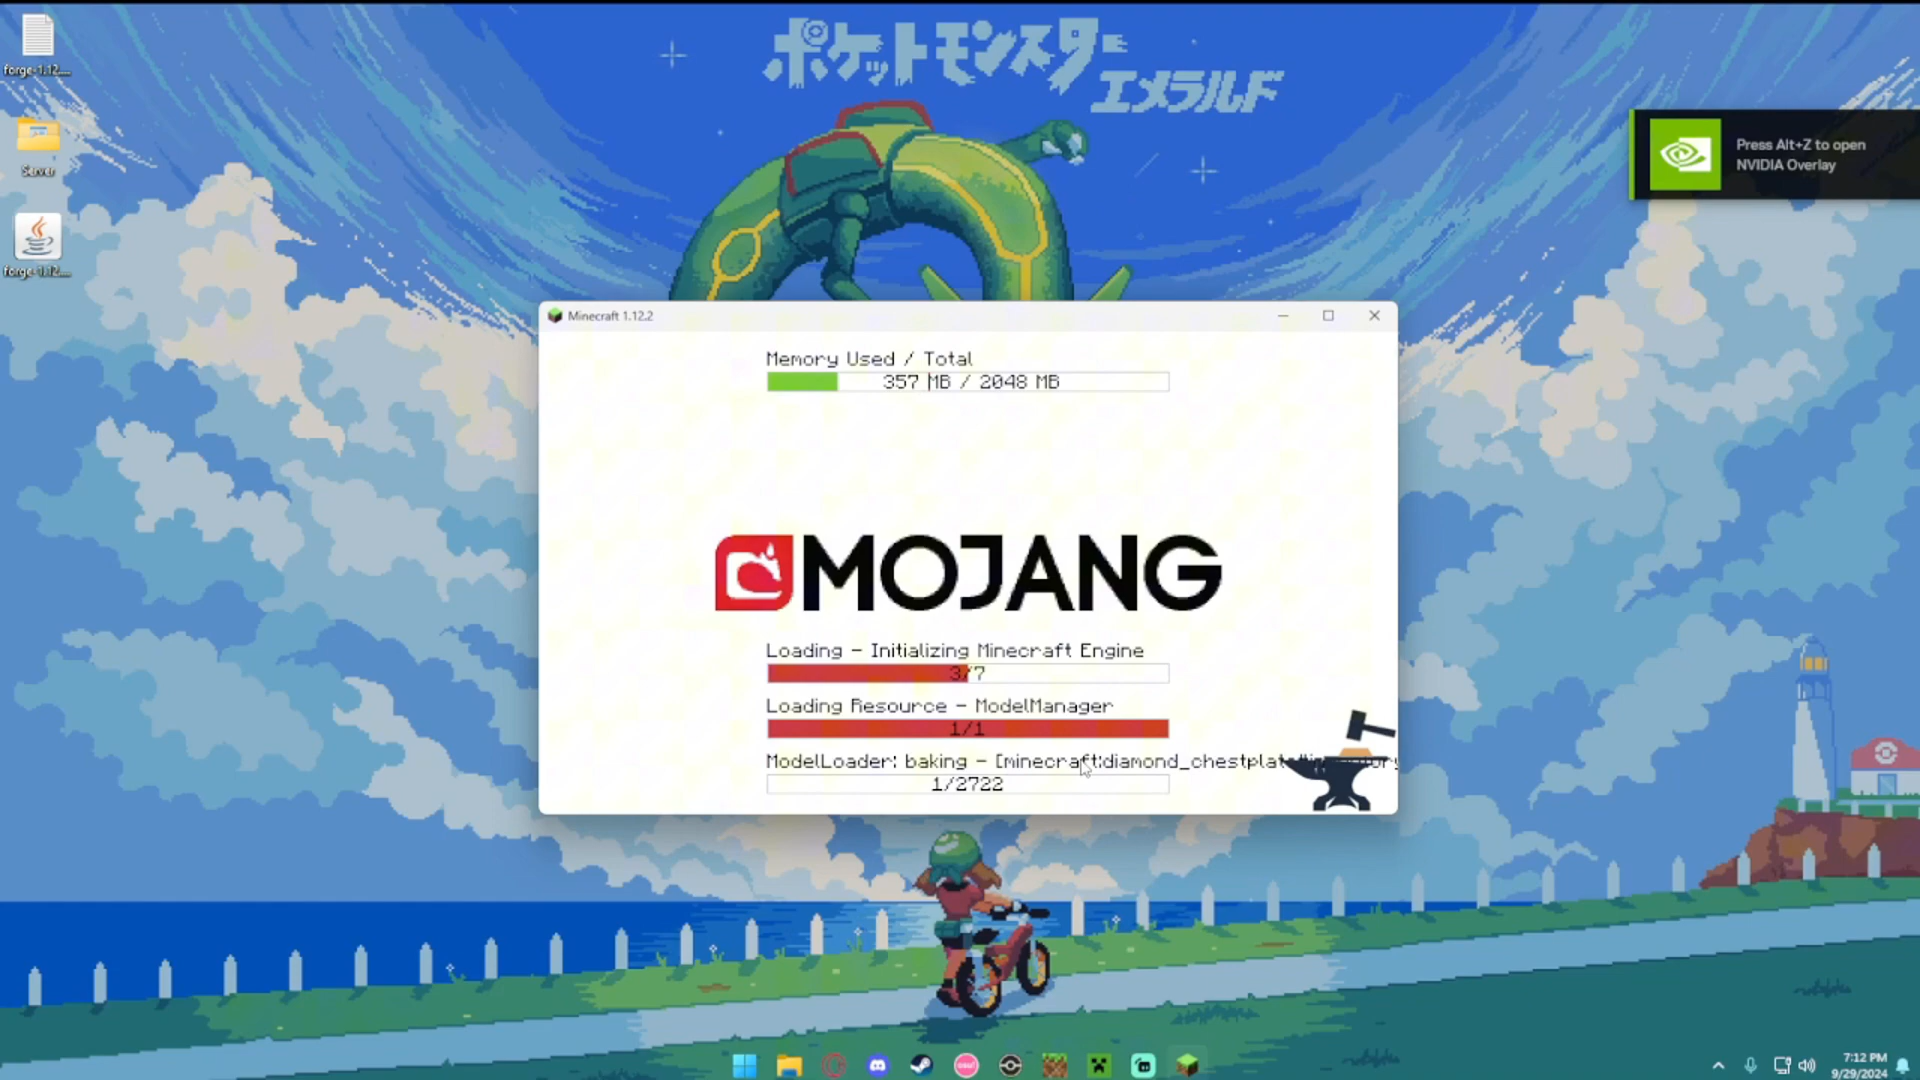 ポケットモンスター
エメラルド
forge-1.12....
Server
forge-1.12....
Press Alt+Z to open
NVIDIA Overlay
Minecraft 1.12.2
Memory Used / Total
357 MB / 2048 MB
MOJANG
Loading - Initializing Minecraft Engine
3/7
Loading Resource - ModelManager
1/1
ModelLoader: baking - [minecraft:diamond_chestplate#inventory
1/2722
7:12 PM
9/29/2024